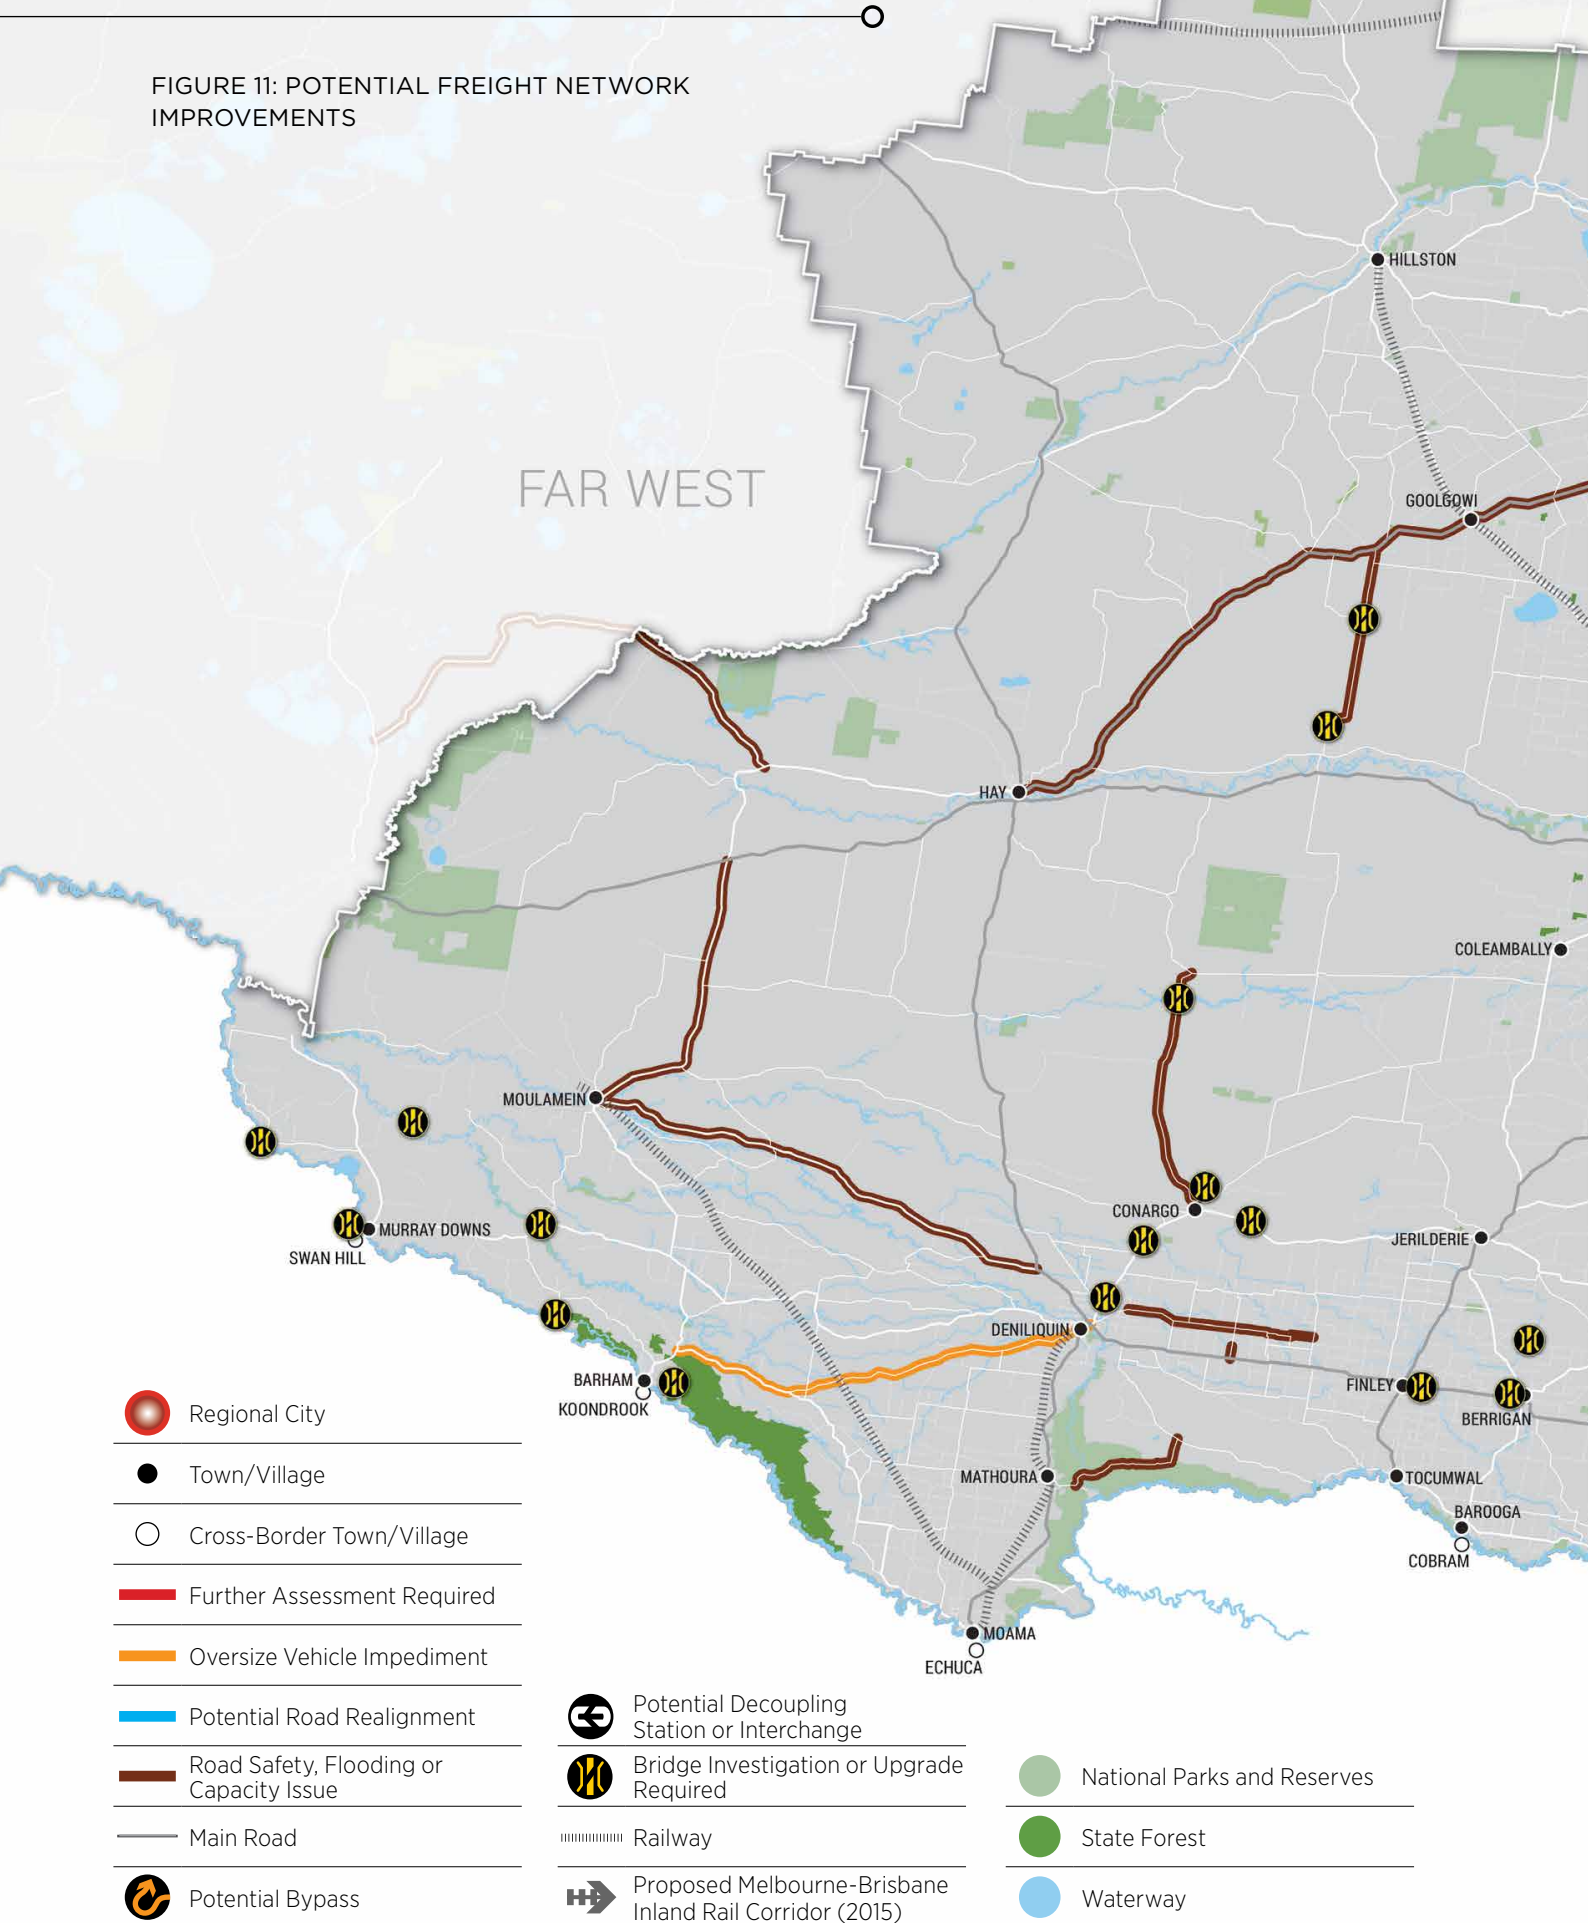 FIGURE 11: POTENTIAL FREIGHT NETWORK
IMPROVEMENTS
HILLSTON
FAR WEST
GOOLGOWI
HAY
COLEAMBALLY
MOULAMEIN
CONARGO
MURRAY DOWNS
SWAN HILL
JERILDERIE
DENILIQUIN
BARHAM
KOONDROOK
FINLEY
BERRIGAN
MATHOURA
TOCUMWAL
BAROOGA
COBRAM
MOAMA
ECHUCA
Regional City
Town/Village
Cross-Border Town/Village
Further Assessment Required
Oversize Vehicle Impediment
Potential Road Realignment
Road Safety, Flooding or
Capacity Issue
Main Road
Potential Bypass
Potential Decoupling
Station or Interchange
Bridge Investigation or Upgrade
Required
Railway
Proposed Melbourne-Brisbane
Inland Rail Corridor (2015)
National Parks and Reserves
State Forest
Waterway